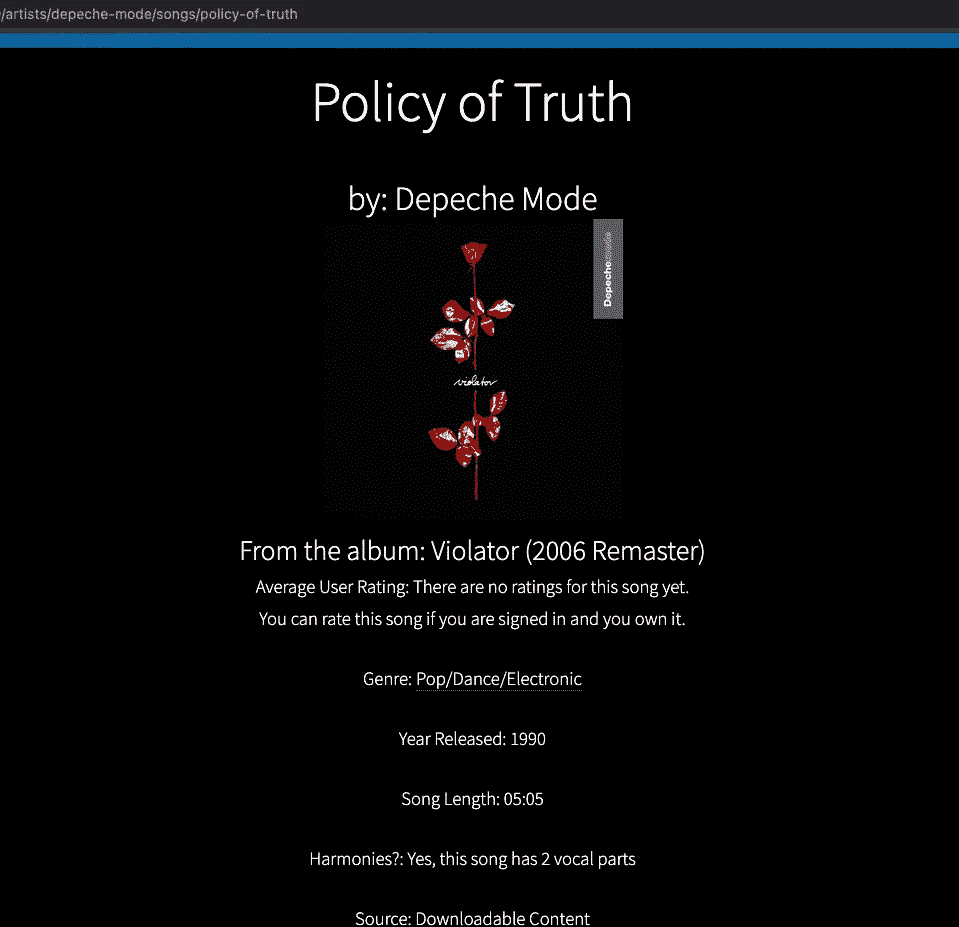 /artists/depeche-mode/songs/policy-of-truth
Policy of Truth
by: Depeche Mode
Depeche mode
violator
From the album: Violator (2006 Remaster)
Average User Rating: There are no ratings for this song yet.
You can rate this song if you are signed in and you own it.
Genre: Pop/Dance/Electronic
Year Released: 1990
Song Length: 05:05
Harmonies?: Yes, this song has 2 vocal parts
Source: Downloadable Content